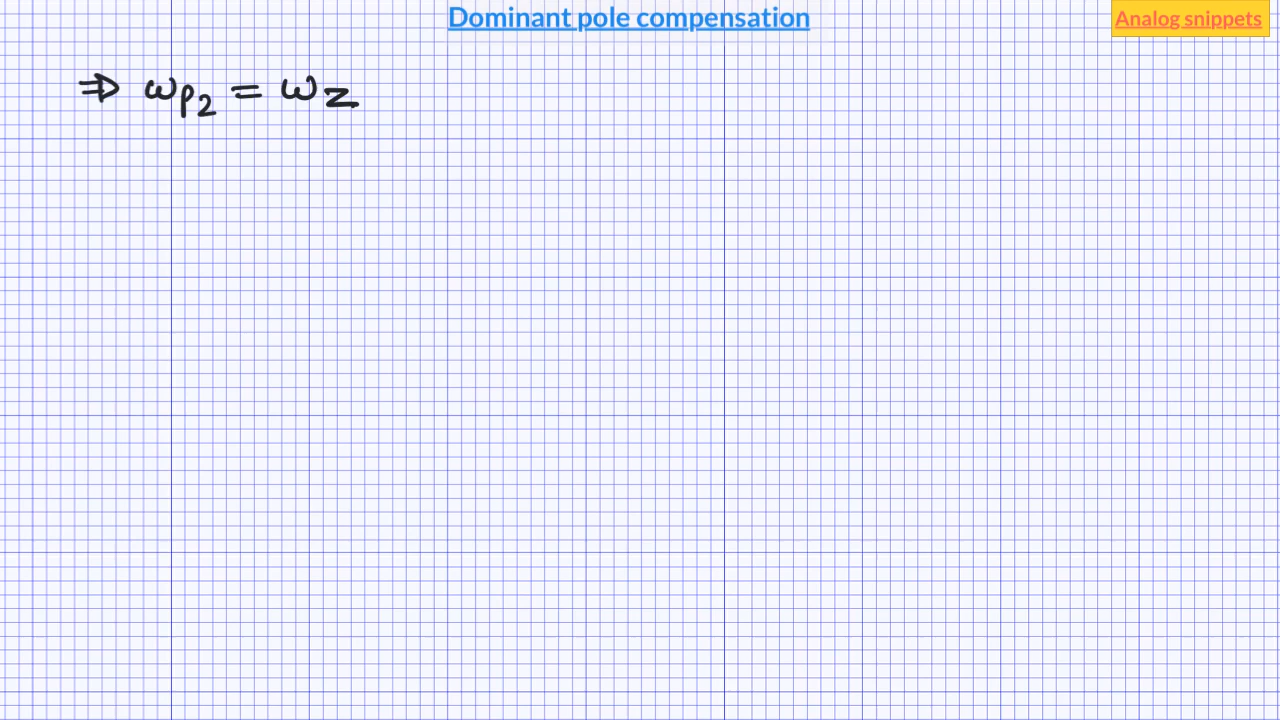 Dominant pole compensation
Analog snippets
⇒ ωp2 = ωz